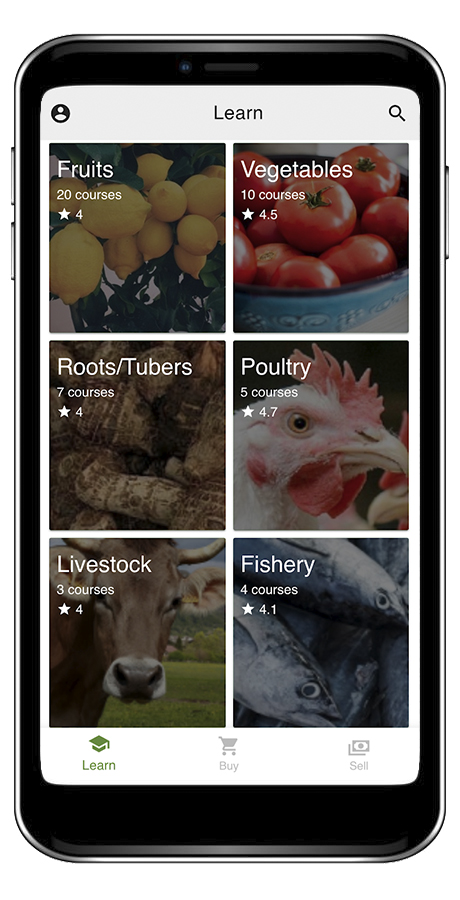 Learn
Fruits
20 courses
★ 4
Vegetables
10 courses
★ 4.5
Roots/Tubers
7 courses
★ 4
Poultry
5 courses
★ 4.7
Livestock
3 courses
★ 4
Fishery
4 courses
★ 4.1
Learn
Buy
Sell